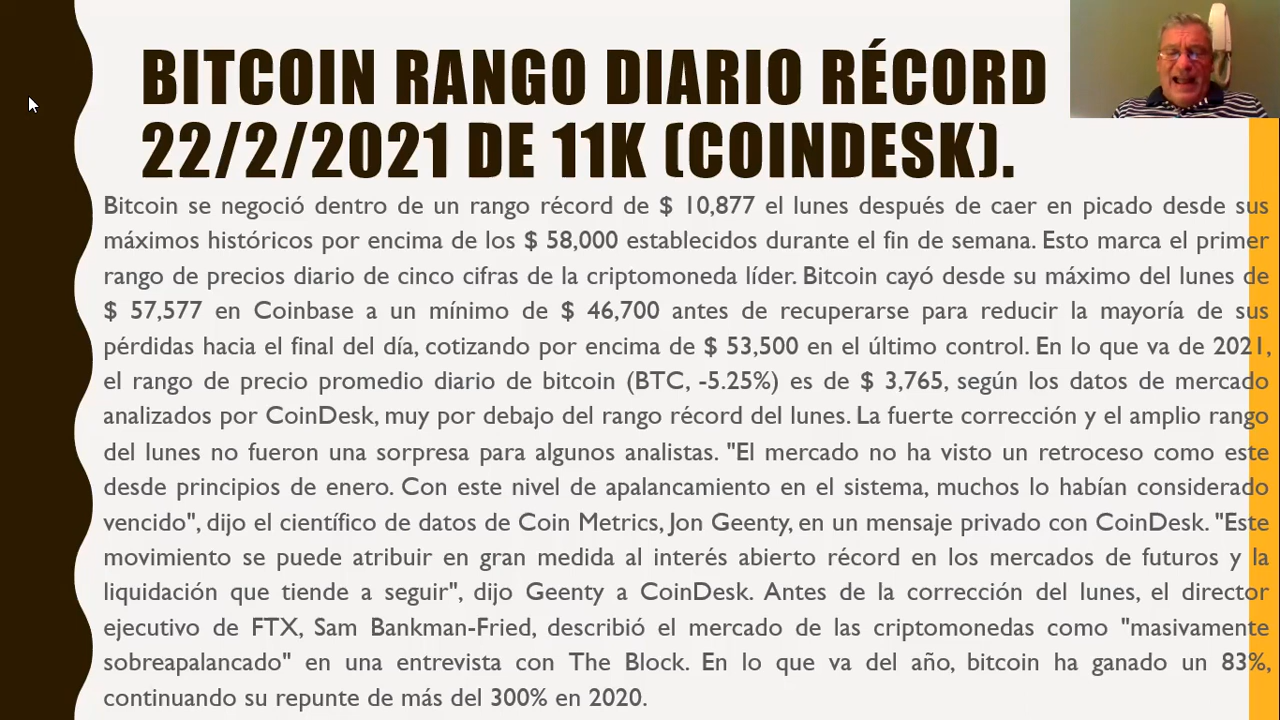 BITCOIN RANGO DIARIO RÉCORD
22/2/2021 DE 11K (COINDESK).
Bitcoin se negoció dentro de un rango récord de $ 10,877 el lunes después de caer en picado desde sus
máximos históricos por encima de los $ 58,000 establecidos durante el fin de semana. Esto marca el primer
rango de precios diario de cinco cifras de la criptomoneda líder. Bitcoin cayó desde su máximo del lunes de
$ 57,577 en Coinbase a un mínimo de $ 46,700 antes de recuperarse para reducir la mayoría de sus
pérdidas hacia el final del día, cotizando por encima de $ 53,500 en el último control. En lo que va de 2021,
el rango de precio promedio diario de bitcoin (BTC, -5.25%) es de $ 3,765, según los datos de mercado
analizados por CoinDesk, muy por debajo del rango récord del lunes. La fuerte corrección y el amplio rango
del lunes no fueron una sorpresa para algunos analistas. "El mercado no ha visto un retroceso como este
desde principios de enero. Con este nivel de apalancamiento en el sistema, muchos lo habían considerado
vencido", dijo el científico de datos de Coin Metrics, Jon Geenty, en un mensaje privado con CoinDesk. "Este
movimiento se puede atribuir en gran medida al interés abierto récord en los mercados de futuros y la
liquidación que tiende a seguir", dijo Geenty a CoinDesk. Antes de la corrección del lunes, el director
ejecutivo de FTX, Sam Bankman-Fried, describió el mercado de las criptomonedas como "masivamente
sobreapalancado" en una entrevista con The Block. En lo que va del año, bitcoin ha ganado un 83%,
continuando su repunte de más del 300% en 2020.